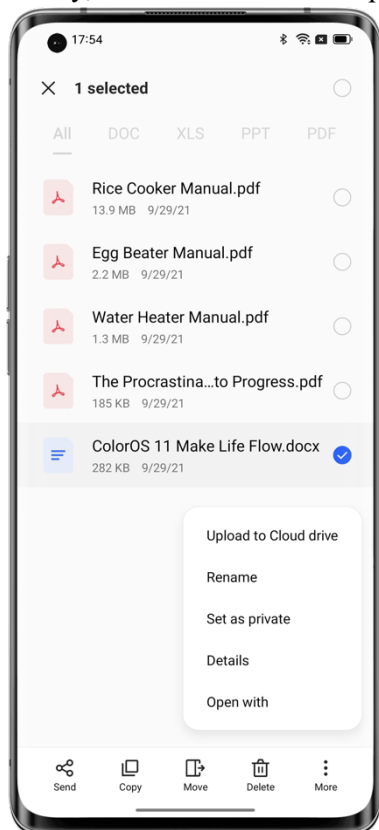 17:54
1 selected
All DOC XLS PPT PDF
Rice Cooker Manual.pdf
13.9 MB 9/29/21
Egg Beater Manual.pdf
2.2 MB 9/29/21
Water Heater Manual.pdf
1.3 MB 9/29/21
The Procrastina...to Progress.pdf
185 KB 9/29/21
ColorOS 11 Make Life Flow.docx
282 KB 9/29/21
Upload to Cloud drive
Rename
Set as private
Details
Open with
Send Copy Move Delete More